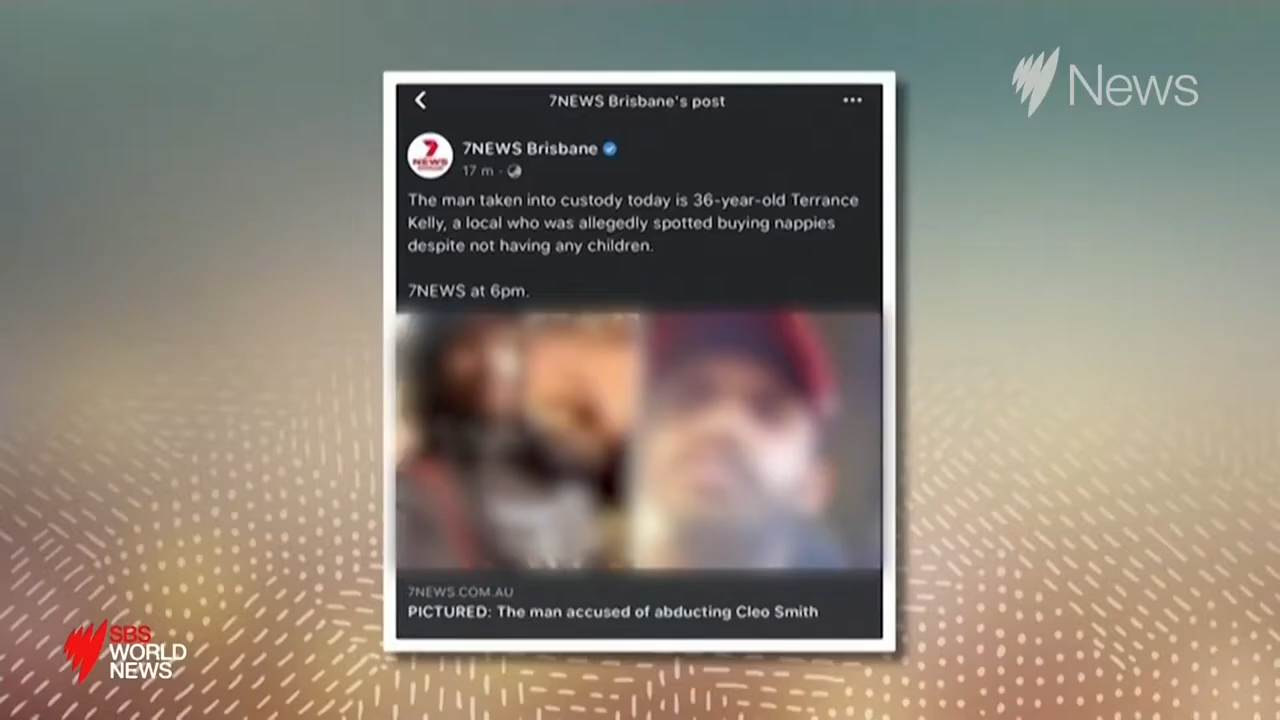 News
7NEWS Brisbane's post
7
NEWS
7NEWS Brisbane
17 m
The man taken into custody today is 36-year-old Terrance
Kelly, a local who was allegedly spotted buying nappies
despite not having any children.
7NEWS at 6pm.
7NEWS.COM.AU
PICTURED: The man accused of abducting Cleo Smith
SBS
WORLD
NEWS